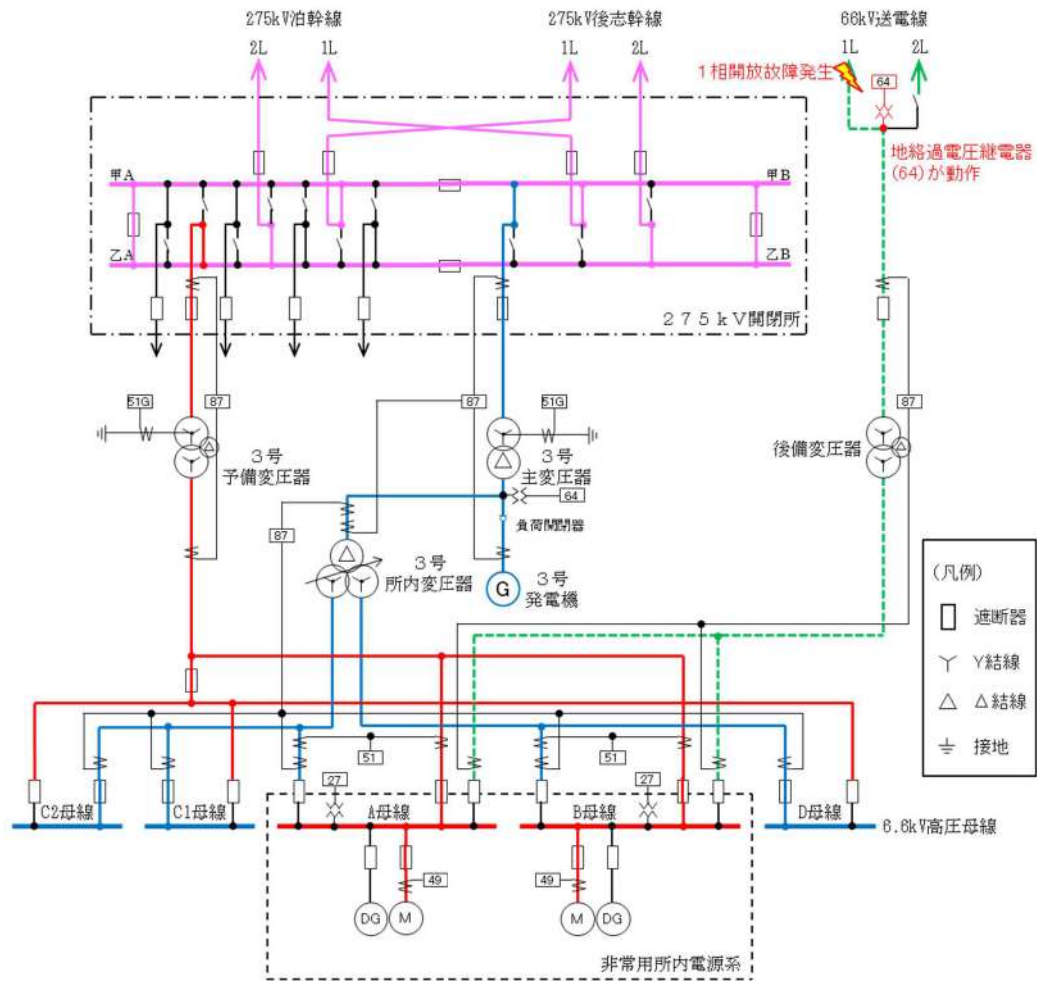 275kV泊幹線
275kV後志幹線
66kV送電線
2L
1L
1L
2L
1L
2L
1相開放故障発生
64
地絡過電圧継電器
(64)が動作
甲A
甲B
乙A
乙B
275kV開閉所
51G
87
87
51G
87
3号
予備変圧器
3号
主変圧器
後備変圧器
64
負荷開閉器
87
3号
所内変圧器
G
3号
発電機
(凡例)
遮断器
Y結線
Δ結線
接地
51
51
27
27
C2母線
C1母線
A母線
B母線
D母線
6.6kV高圧母線
49
49
DG
M
M
DG
非常用所内電源系